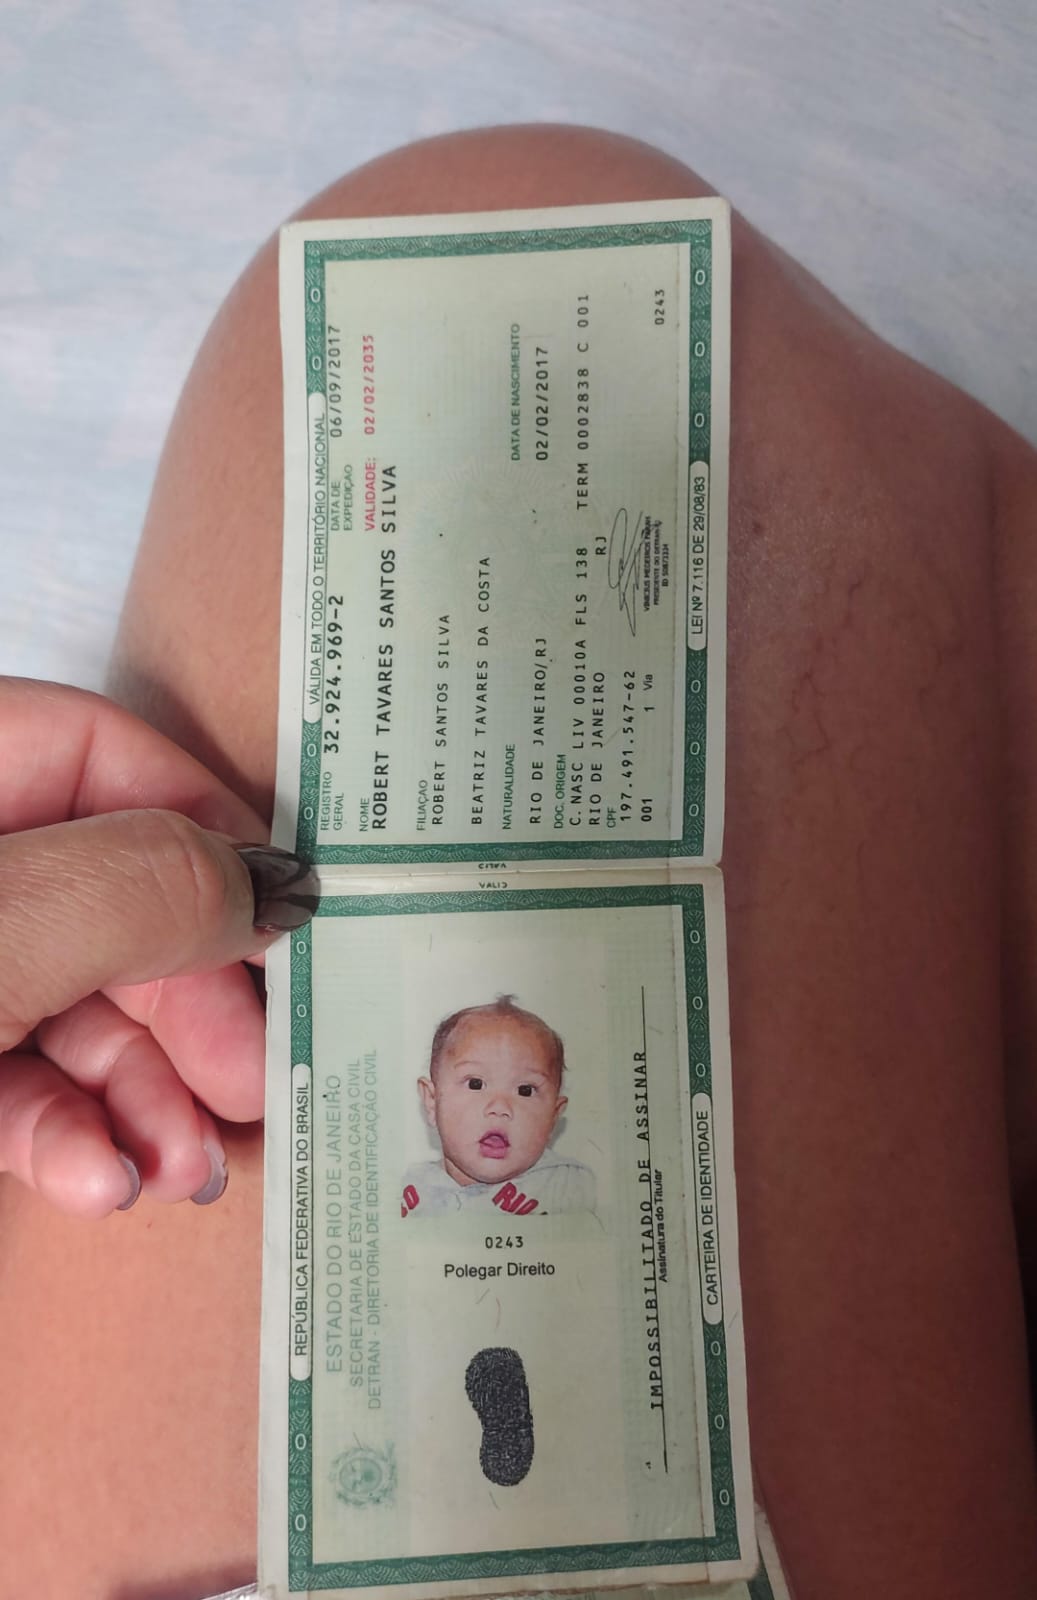 VÁLIDA EM TODO O TERRITÓRIO NACIONAL
REGISTRO GERAL 32.924.969-2 DATA DE EXPEDIÇÃO 06/09/2017
VALIDADE: 02/02/2035
NOME
ROBERT TAVARES SANTOS SILVA
FILIAÇÃO
ROBERT SANTOS SILVA
BEATRIZ TAVARES DA COSTA
NATURALIDADE DATA DE NASCIMENTO
RIO DE JANEIRO/RJ 02/02/2017
DOC. ORIGEM
C.NASC LIV 00010A FLS 138 TERM 0002838 C 001
RIO DE JANEIRO RJ
CPF
197.491.547-62
001 1 Via
0243
PRESIDENTE DO DETRAN
LEI Nº 7.116 DE 29/08/83
REPÚBLICA FEDERATIVA DO BRASIL
ESTADO DO RIO DE JANEIRO
SECRETARIA DE ESTADO DA CASA CIVIL
DETRAN - DIRETORIA DE IDENTIFICAÇÃO CIVIL
RIO
0243
Polegar Direito
IMPOSSIBILITADO DE ASSINAR
Assinatura do Titular
CARTEIRA DE IDENTIDADE